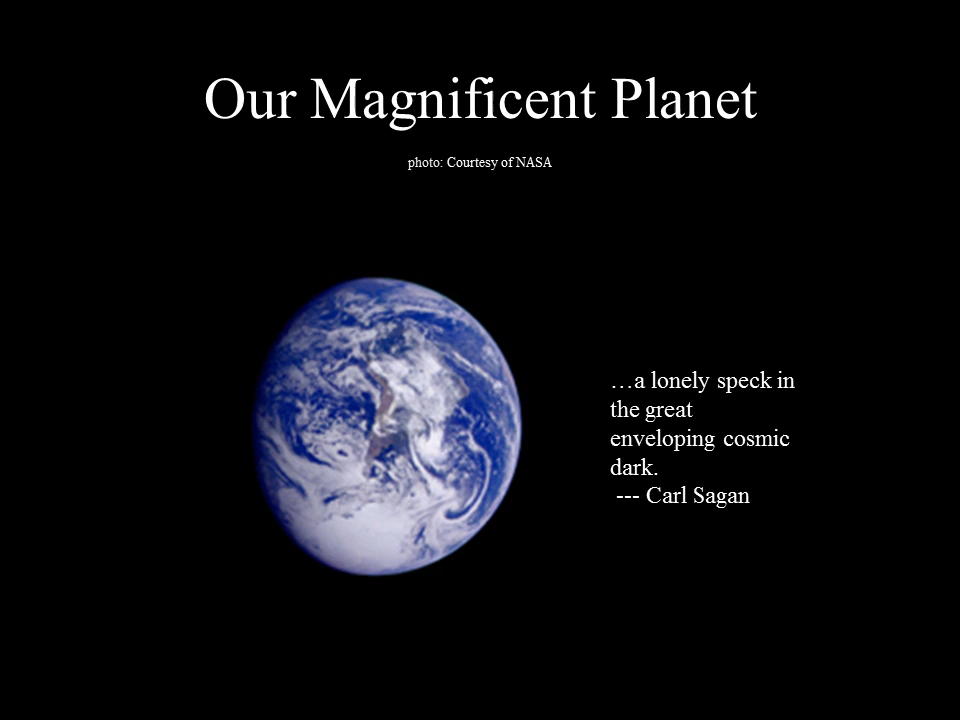 Our Magnificent Planet
photo: Courtesy of NASA
…a lonely speck in
the great
enveloping cosmic
dark.
--- Carl Sagan